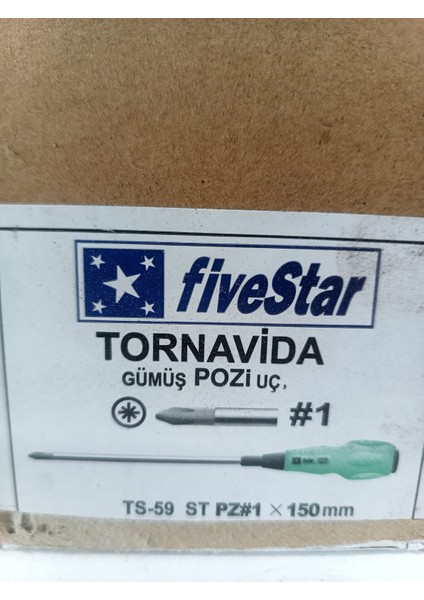 fiveStar
TORNAVİDA
GÜMÜŞ POZİ UÇ,
#1
TS-59 ST PZ#1 × 150mm